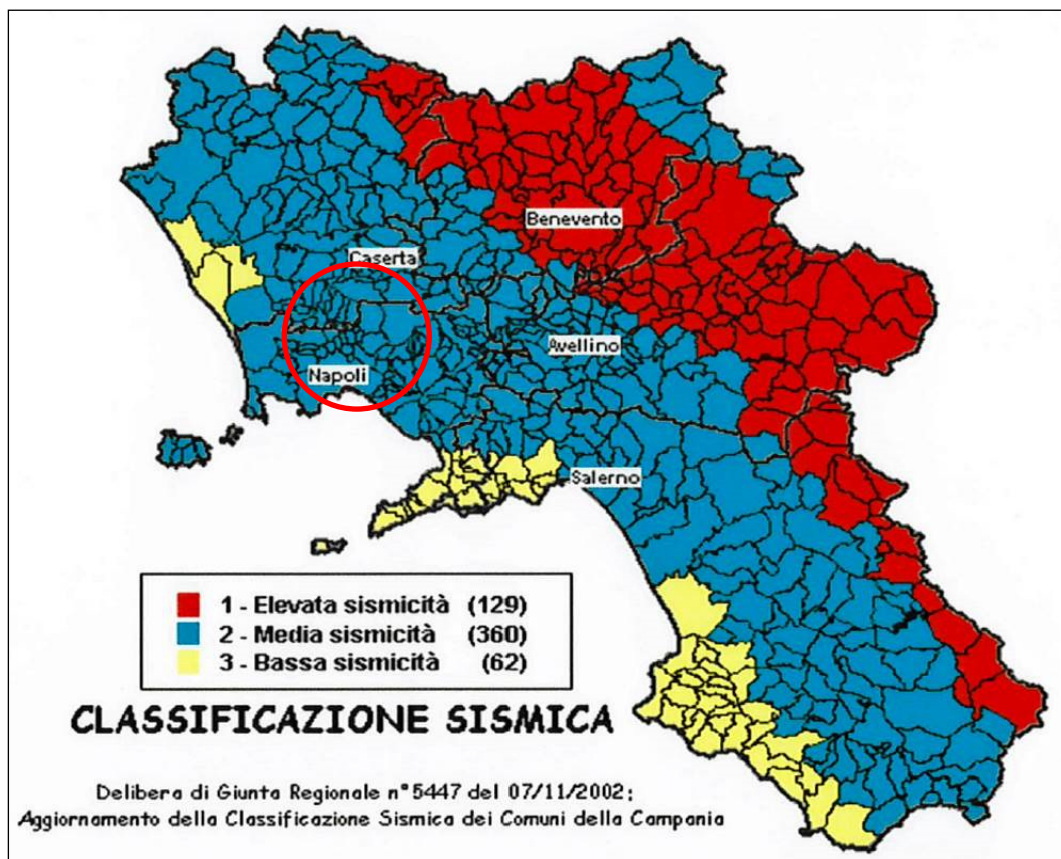 Benevento
Caserta
Avellino
Napoli
Salerno
1 - Elevata sismicità (129)
2 - Media sismicità (360)
3 - Bassa sismicità (62)
CLASSIFICAZIONE SISMICA
Delibera di Giunta Regionale n°5447 del 07/11/2002;
Aggiornamento della Classificazione Sismica dei Comuni della Campania